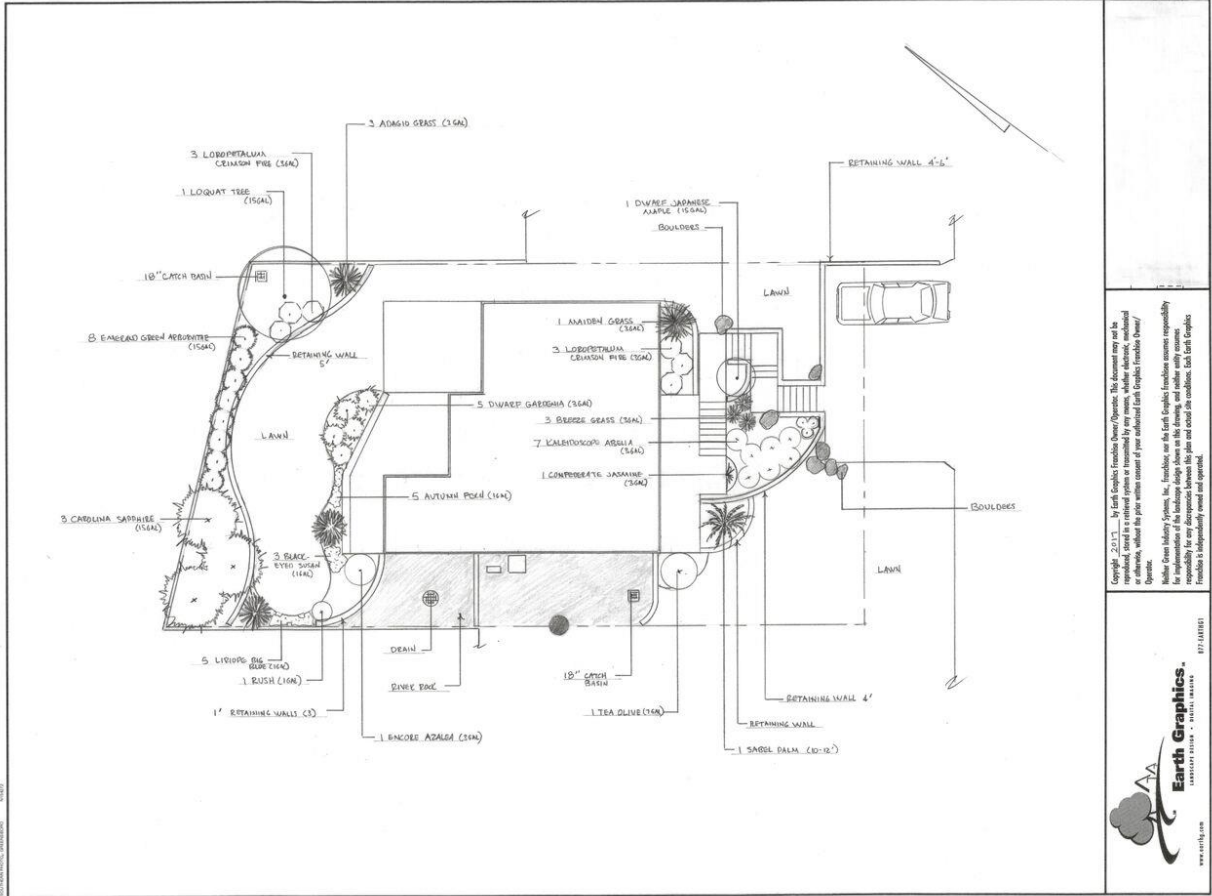 3 ADAGIO GRASS (3GAL)
3 LOROPETALUM
CRIMSON FIRE (3GAL)
1 LOQUAT TREE
(15GAL)
18" CATCH BASIN
8 EMERALD GREEN ARBORVITAE
(15GAL)
RETAINING WALL
5'
LAWN
5 DWARF GARDENIA (3GAL)
5 AUTUMN FERN (1GAL)
3 CAROLINA SAPPHIRE
(15GAL)
3 BLACK-
EYED SUSAN
(1GAL)
5 LIRIOPE BIG
BLUE (1GAL)
1 RUSH (1GAL)
1' RETAINING WALLS (3)
1 ENCORE AZALEA (3GAL)
DRAIN
RIVER ROCK
18" CATCH
BASIN
1 TEA OLIVE (7GAL)
1 SABEL PALM (10-12')
RETAINING WALL
RETAINING WALL 4'
RETAINING WALL 4'-6'
1 DWARF JAPANESE
MAPLE (15GAL)
BOULDERS
LAWN
1 MAIDEN GRASS
(3GAL)
3 LOROPETALUM
CRIMSON FIRE (3GAL)
3 BREEZE GRASS (3GAL)
7 KALEIDOSCOPE ABELIA
(3GAL)
1 CONFEDERATE JASMINE
(3GAL)
BOULDERS
LAWN
Copyright 2017 by Earth Graphics Franchise Owner/Operator. This document may not be
reproduced, stored in a retrieval system or transmitted by any means, whether electronic, mechanical
or otherwise, without the prior written consent of your authorized Earth Graphics Franchise Owner/
Operator.
Neither Green Industry Systems, Inc., Franchisor, nor the Earth Graphics Franchisee assumes responsibility
for implementation of the landscape design shown on this drawing, and neither entity assumes
responsibility for any discrepancies between this plan and actual site conditions. Each Earth Graphics
Franchise is independently owned and operated.
Earth Graphics.
LANDSCAPE DESIGN • DIGITAL IMAGING
www.earthg.com
877-EARTHG1